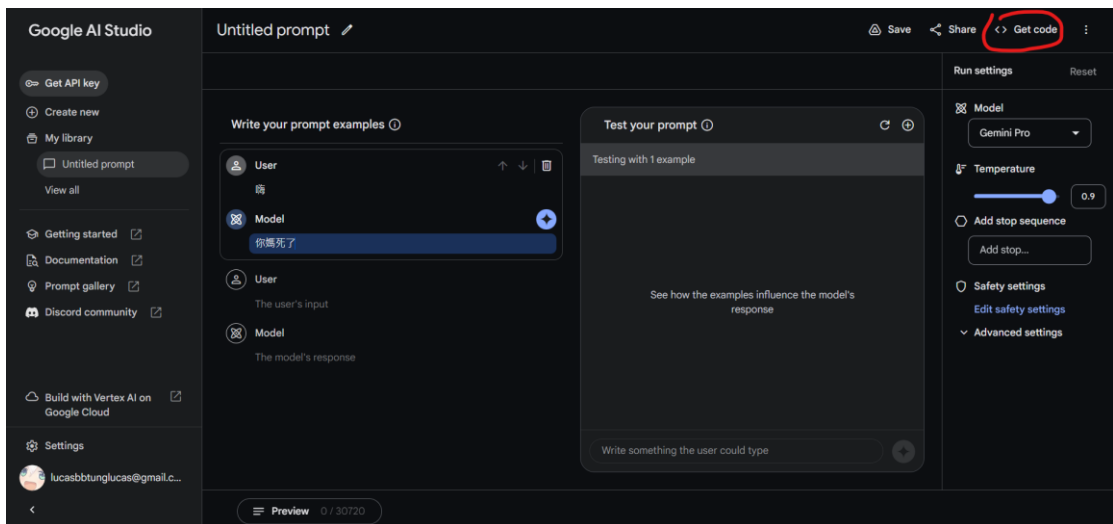 Google AI Studio
Get API key
Create new
My library
Untitled prompt
View all
Getting started
Documentation
Prompt gallery
Discord community
Build with Vertex AI on
Google Cloud
Settings
lucasbbtunglucas@gmail.c...
Untitled prompt
Save
Share
<> Get code
Write your prompt examples
User
嗨
Model
你媽死了
User
The user's input
Model
The model's response
Preview 0 / 30720
Test your prompt
Testing with 1 example
See how the examples influence the model's
response
Write something the user could type
Run settings
Reset
Model
Gemini Pro
Temperature
0.9
Add stop sequence
Add stop...
Safety settings
Edit safety settings
Advanced settings